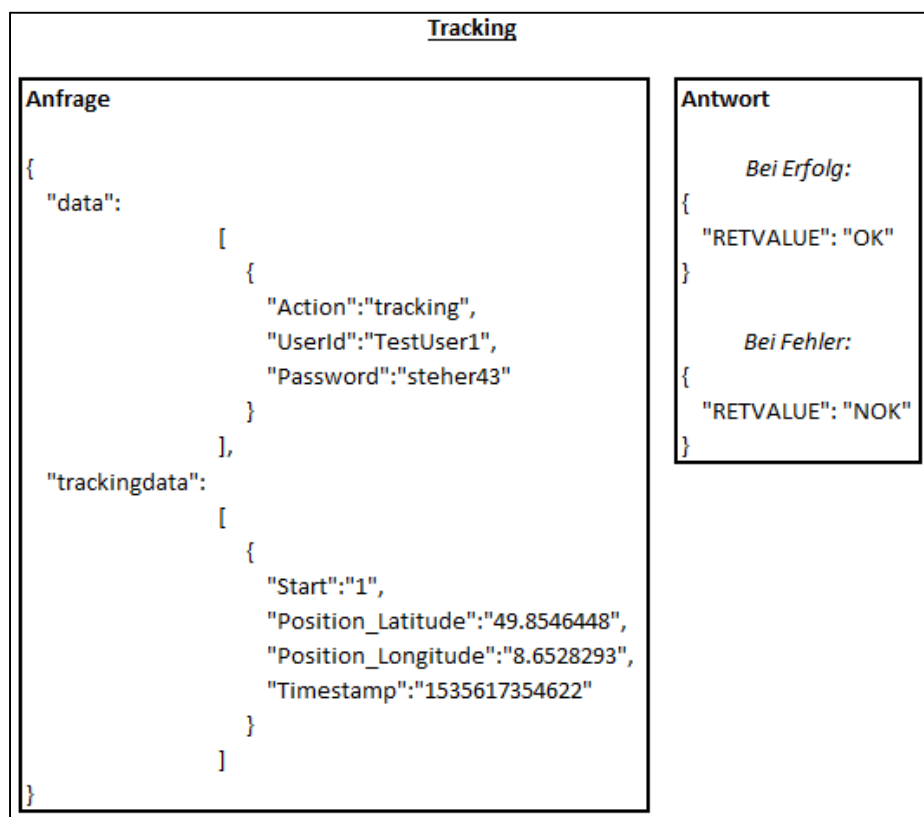 Tracking
Anfrage
{
"data":
[
{
"Action":"tracking",
"UserId":"TestUser1",
"Password":"steher43"
}
],
"trackingdata":
[
{
"Start":"1",
"Position_Latitude":"49.8546448",
"Position_Longitude":"8.6528293",
"Timestamp":"1535617354622"
}
]
}
Antwort
Bei Erfolg:
{
"RETVALUE": "OK"
}
Bei Fehler:
{
"RETVALUE": "NOK"
}